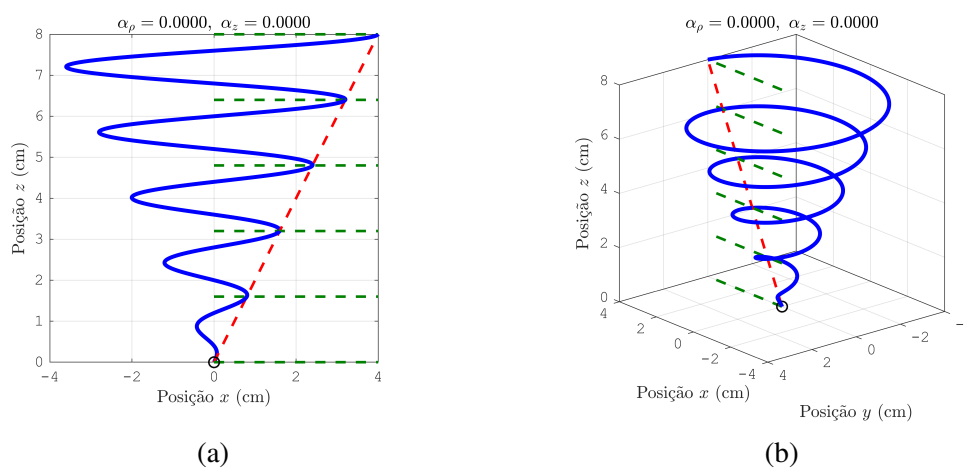 α_ρ = 0.0000, α_z = 0.0000
8
7
6
5
4
3
2
1
0
-4 -2 0 2 4
Posição z (cm)
Posição x (cm)
(a)
α_ρ = 0.0000, α_z = 0.0000
8
6
4
2
0
Posição z (cm)
4 2 0 -2 -4
Posição x (cm)
4 2 0 -2
Posição y (cm)
(b)